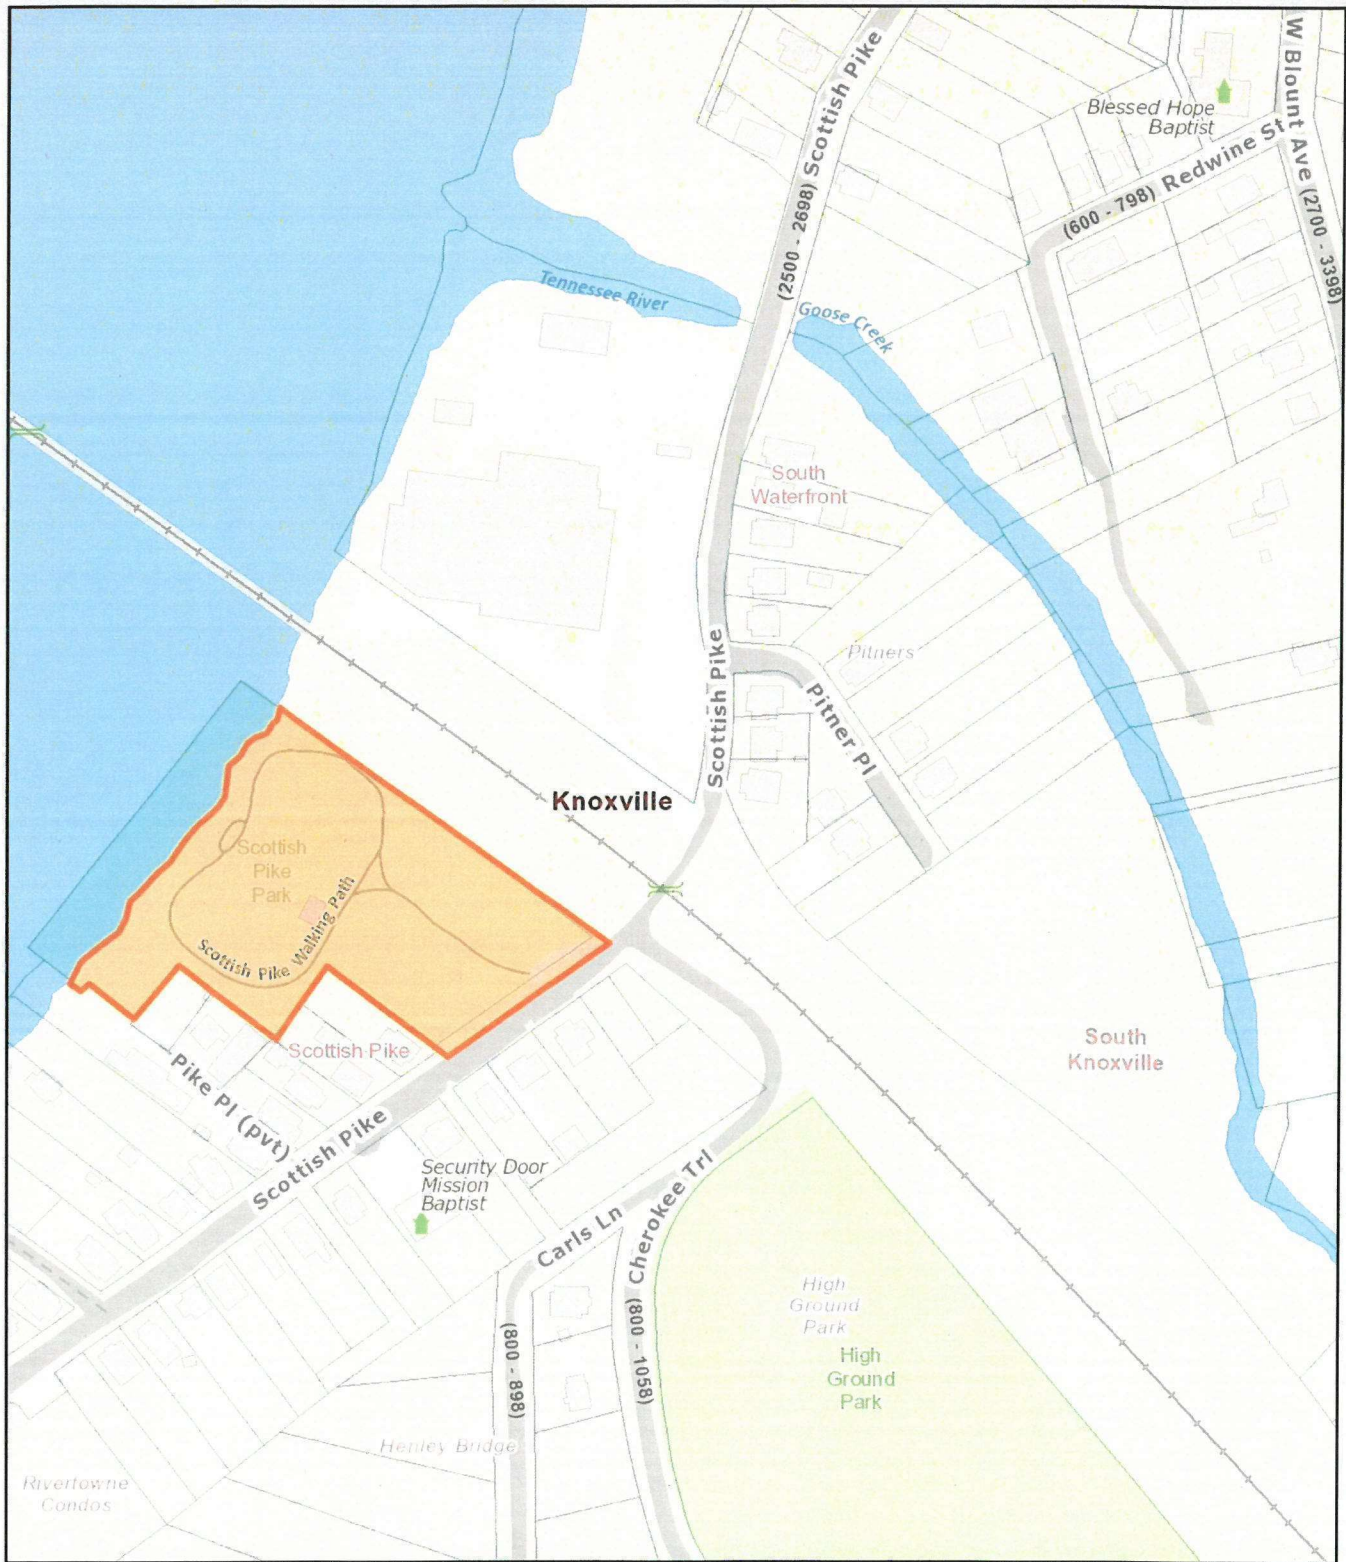 (2500 - 2698) Scottish Pike
W Blount Ave (2700 - 3398)
Blessed Hope
Baptist
(600 - 798) Redwine St
Tennessee River
Goose Creek
South
Waterfront
Scottish Pike
Pitners
Pitner Pl
Knoxville
Scottish
Pike
Park
Scottish Pike Walking Path
Scottish Pike
South
Knoxville
Pike Pl (pvt)
Scottish Pike
Security Door
Mission
Baptist
Carls Ln
(800 - 898)
Cherokee Trl
(800 - 1058)
High
Ground
Park
High
Ground
Park
Henley Bridge
Rivertowne
Condos